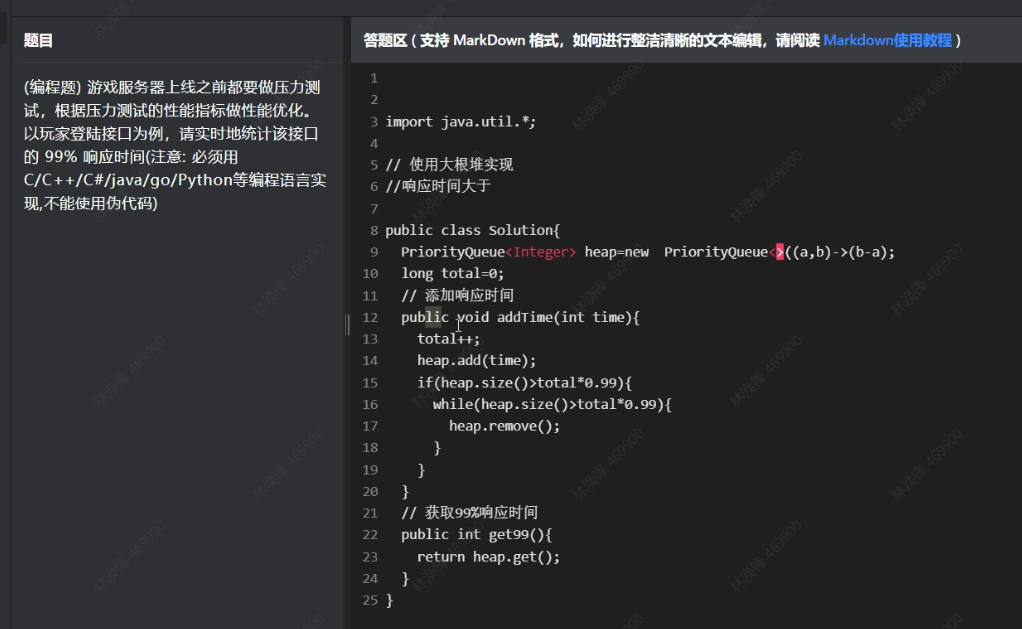 题目
(编程题) 游戏服务器上线之前都要做压力测
试，根据压力测试的性能指标做性能优化。
以玩家登陆接口为例，请实时地统计该接口
的 99% 响应时间(注意: 必须用
C/C++/C#/java/go/Python等编程语言实
现,不能使用伪代码)
答题区 ( 支持 MarkDown 格式，如何进行整洁清晰的文本编辑，请阅读 Markdown使用教程 )
1
2
3 import java.util.*;
4
5 // 使用大根堆实现
6 //响应时间大于
7
8 public class Solution{
9 PriorityQueue<Integer> heap=new PriorityQueue<>((a,b)->(b-a);
10 long total=0;
11 // 添加响应时间
12 public void addTime(int time){
13 total++;
14 heap.add(time);
15 if(heap.size()>total*0.99){
16 while(heap.size()>total*0.99){
17 heap.remove();
18 }
19 }
20 }
21 // 获取99%响应时间
22 public int get99(){
23 return heap.get();
24 }
25 }